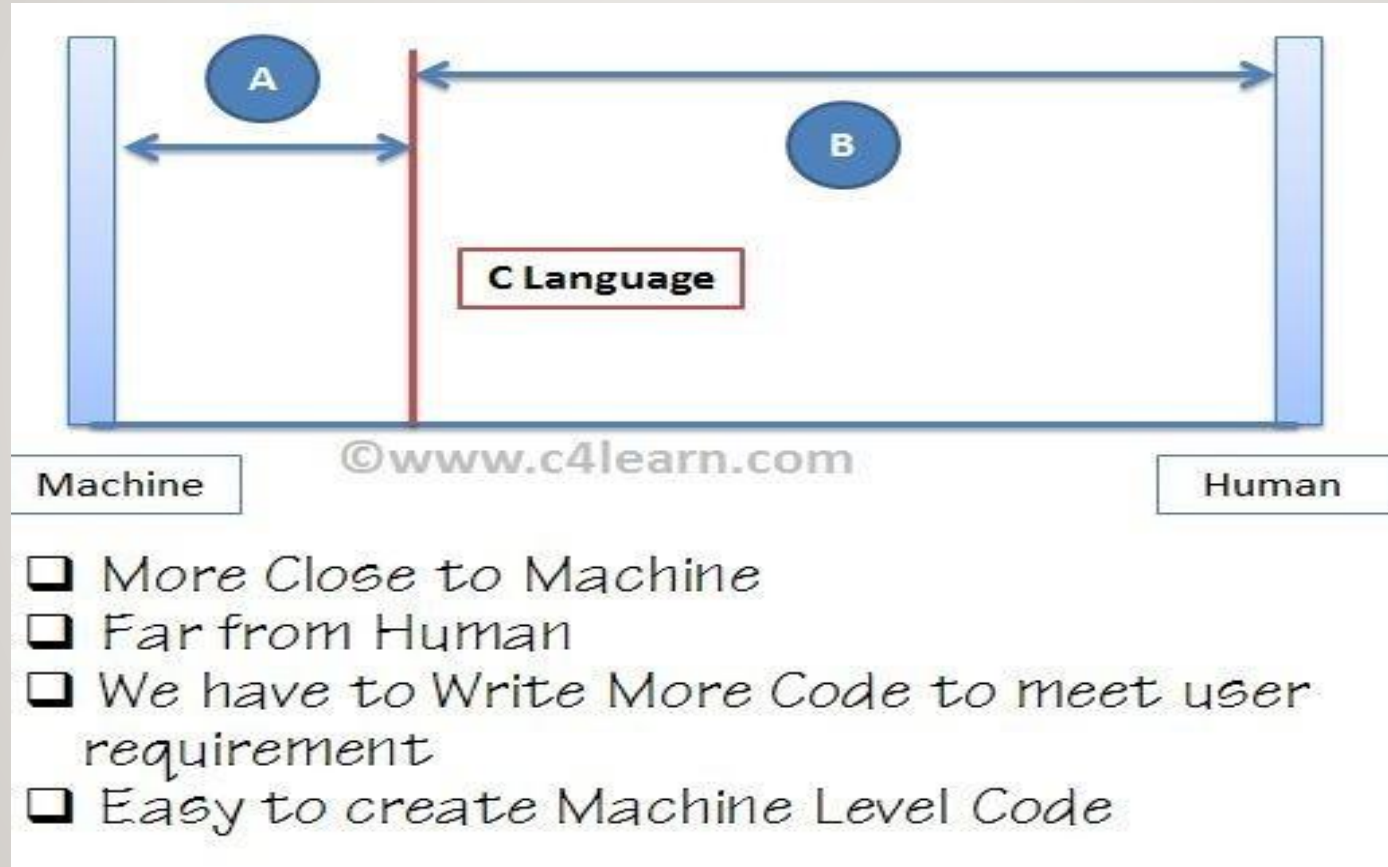 A
B
C Language
©www.c4learn.com
Machine
Human
❑ More Close to Machine
❑ Far from Human
❑ We have to Write More Code to meet user
requirement
❑ Easy to create Machine Level Code